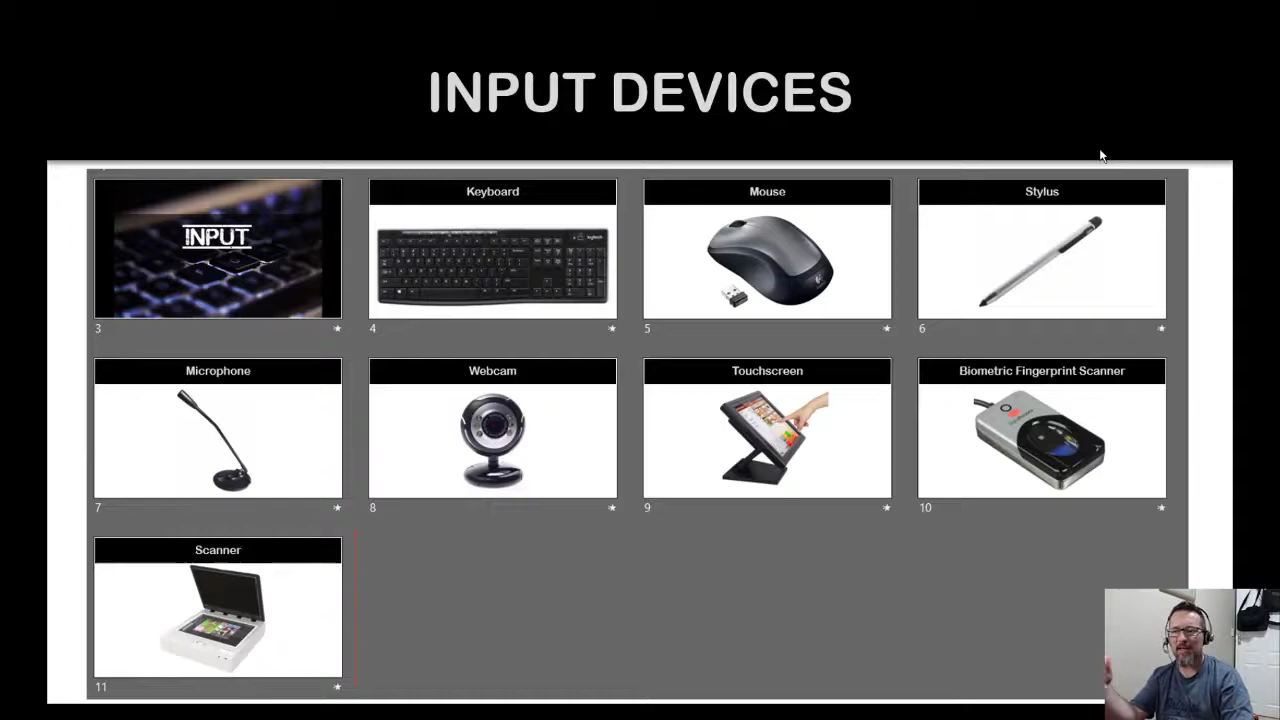 INPUT DEVICES
INPUT
Keyboard
Mouse
Stylus
3
4
5
6
Microphone
Webcam
Touchscreen
Biometric Fingerprint Scanner
7
8
9
10
Scanner
11